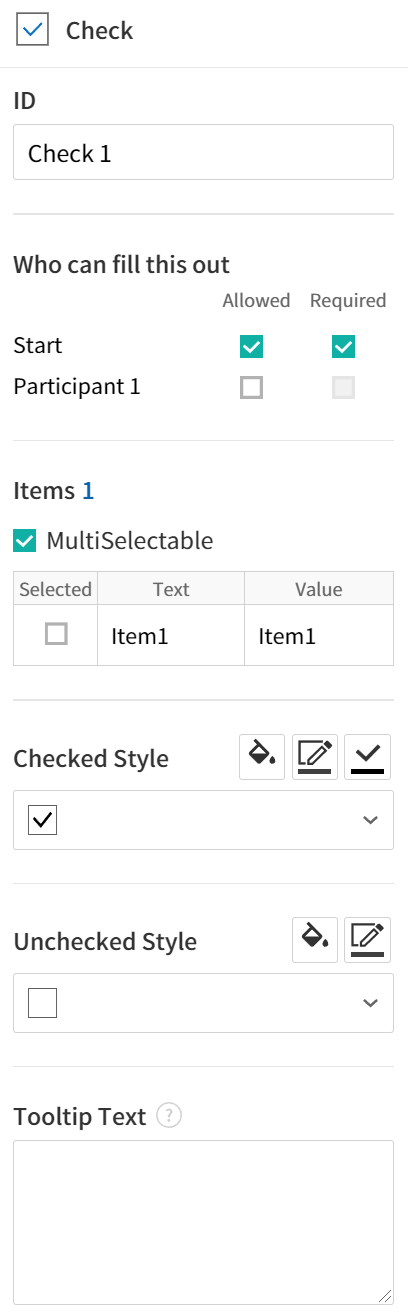 Check
ID
Check 1
Who can fill this out
Allowed Required
Start
Participant 1
Items 1
MultiSelectable
Selected Text Value
Item1 Item1
Checked Style
Unchecked Style
Tooltip Text ?